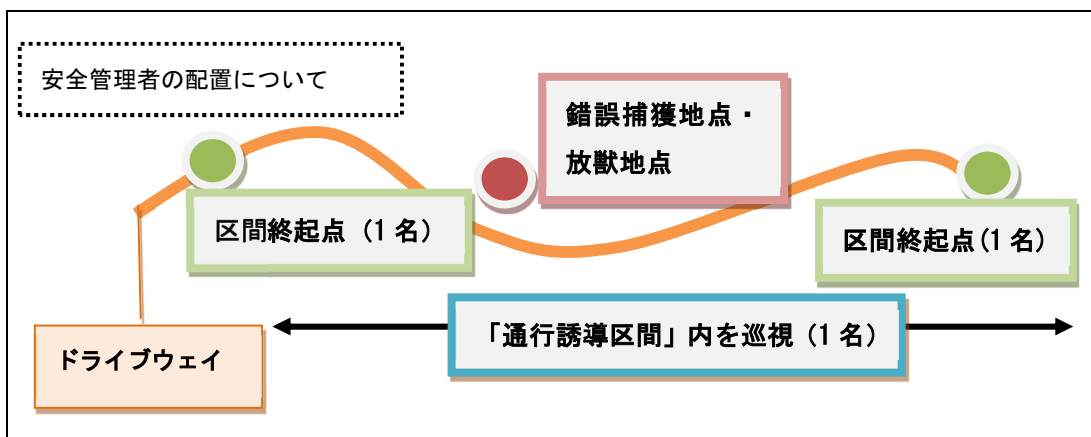 安全管理者の配置について
錯誤捕獲地点・
放獣地点
区間終起点（1 名）
区間終起点（1 名）
「通行誘導区間」内を巡視（1 名）
ドライブウェイ